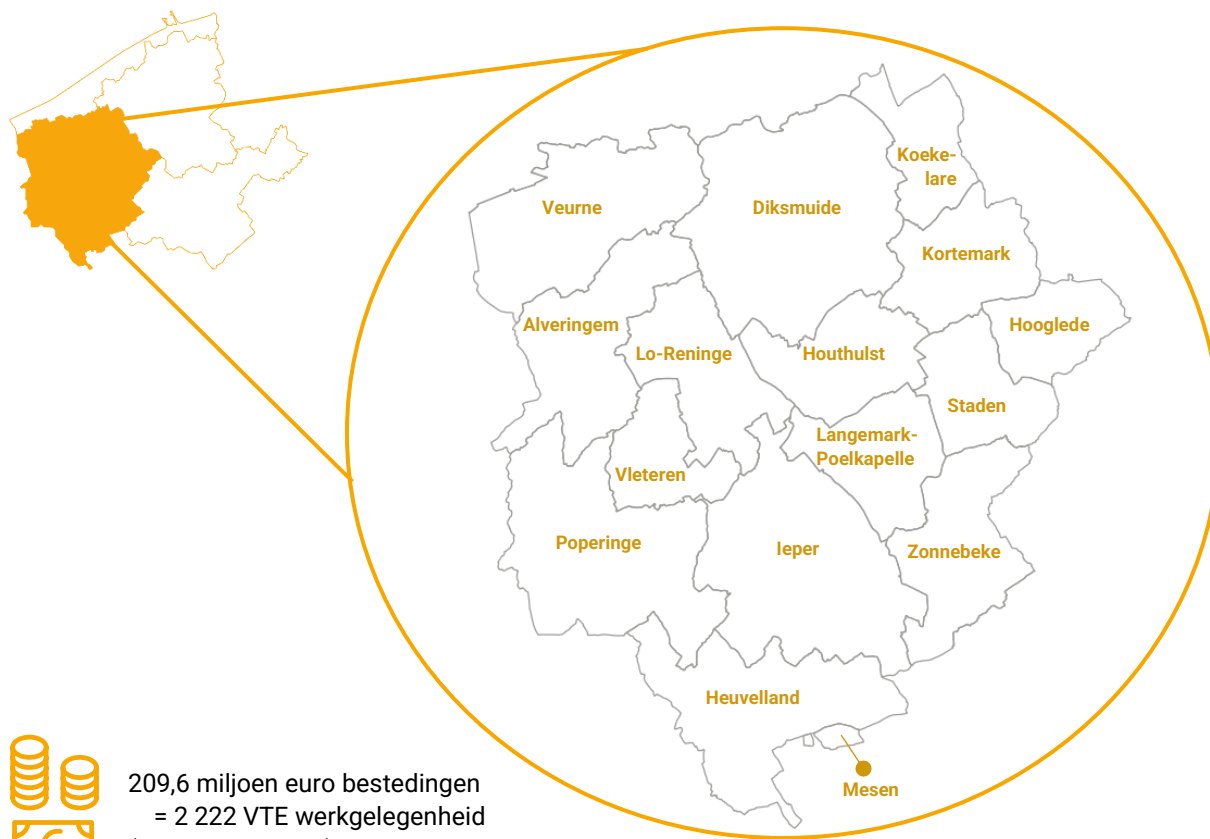 Koeke-
lare
Veurne
Diksmuide
Kortemark
Alveringem
Hooglede
Lo-Reninge
Houthulst
Staden
Langemark-
Poelkapelle
Vleteren
Poperinge
Ieper
Zonnebeke
Heuvelland
Mesen
209,6 miljoen euro bestedingen
= 2 222 VTE werkgelegenheid